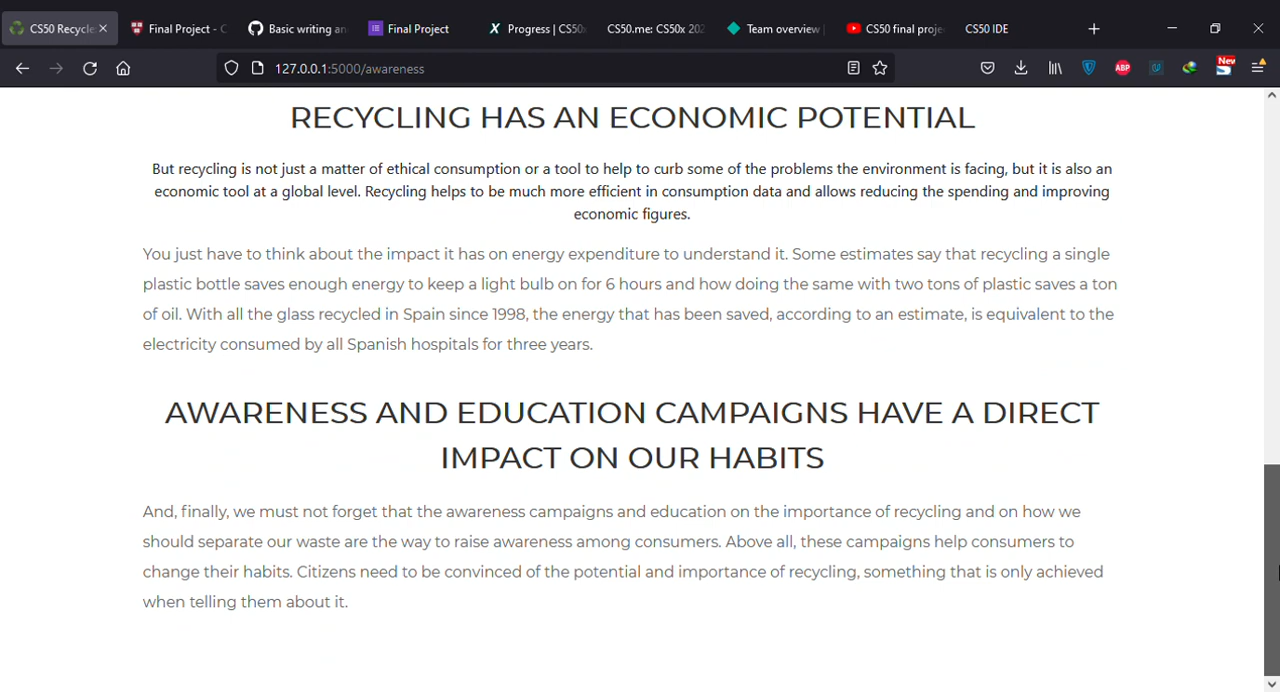 CS50 Recycle
Final Project - C
Basic writing an
Final Project
Progress | CS50x
CS50.me: CS50x 202
Team overview |
CS50 final proje
CS50 IDE
127.0.0.1:5000/awareness
ABP
New
RECYCLING HAS AN ECONOMIC POTENTIAL
But recycling is not just a matter of ethical consumption or a tool to help to curb some of the problems the environment is facing, but it is also an
economic tool at a global level. Recycling helps to be much more efficient in consumption data and allows reducing the spending and improving
economic figures.
You just have to think about the impact it has on energy expenditure to understand it. Some estimates say that recycling a single
plastic bottle saves enough energy to keep a light bulb on for 6 hours and how doing the same with two tons of plastic saves a ton
of oil. With all the glass recycled in Spain since 1998, the energy that has been saved, according to an estimate, is equivalent to the
electricity consumed by all Spanish hospitals for three years.
AWARENESS AND EDUCATION CAMPAIGNS HAVE A DIRECT
IMPACT ON OUR HABITS
And, finally, we must not forget that the awareness campaigns and education on the importance of recycling and on how we
should separate our waste are the way to raise awareness among consumers. Above all, these campaigns help consumers to
change their habits. Citizens need to be convinced of the potential and importance of recycling, something that is only achieved
when telling them about it.